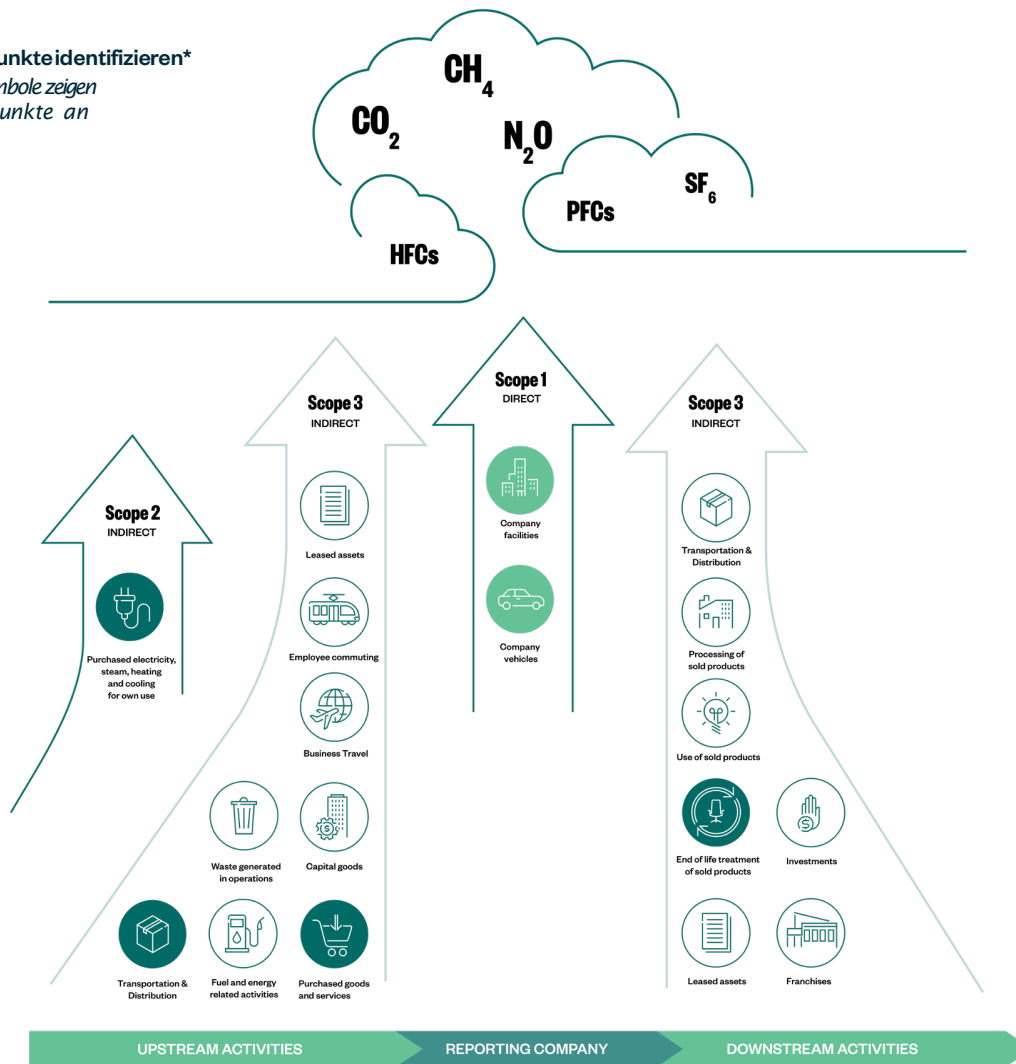 unkte identifizieren*
mbole zeigen
unkte an
CH4
CO2
N2O
SF6
PFCs
HFCs
Scope 1
DIRECT
Scope 3
INDIRECT
Scope 3
INDIRECT
Scope 2
INDIRECT
Company
facilities
Leased assets
Transportation &
Distribution
Company
vehicles
Employee commuting
Processing of
sold products
Purchased electricity,
steam, heating
and cooling
for own use
Business Travel
Use of sold products
Waste generated
in operations
Capital goods
End of life treatment
of sold products
Investments
Transportation &
Distribution
Fuel and energy
related activities
Purchased goods
and services
Leased assets
Franchises
UPSTREAM ACTIVITIES
REPORTING COMPANY
DOWNSTREAM ACTIVITIES